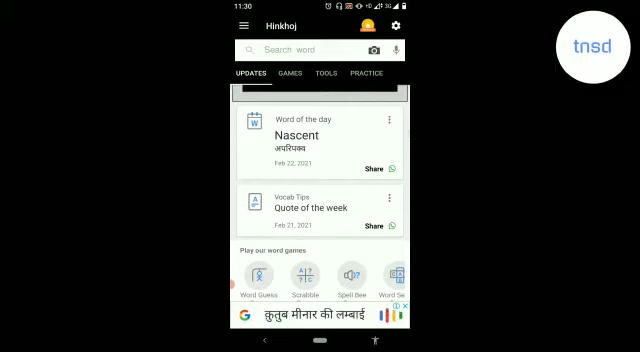 11:30
3G
Hinkhoj
tnsd
Search word
UPDATES GAMES TOOLS PRACTICE
W
Word of the day
Nascent
अपरिपक्व
Feb 22, 2021
Share
Vocab Tips
Quote of the week
Feb 21, 2021
Share
Play our word games
Word Guess Scrabble Spell Bee Word Se
G क़ुतुब मीनार की लम्बाई